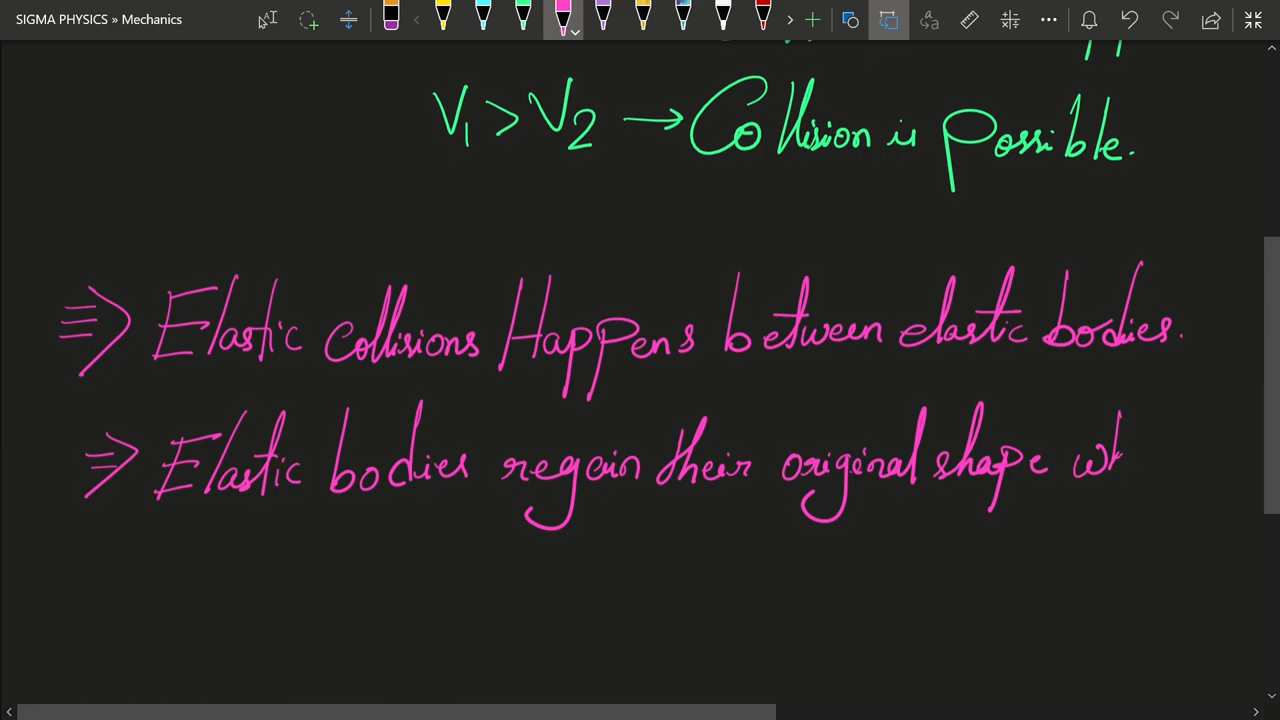 SIGMA PHYSICS » Mechanics
V₁ > V₂ → Collision is possible.
⇒ Elastic Collisions Happens between elastic bodies.
⇒ Elastic bodies regain their original shape wh